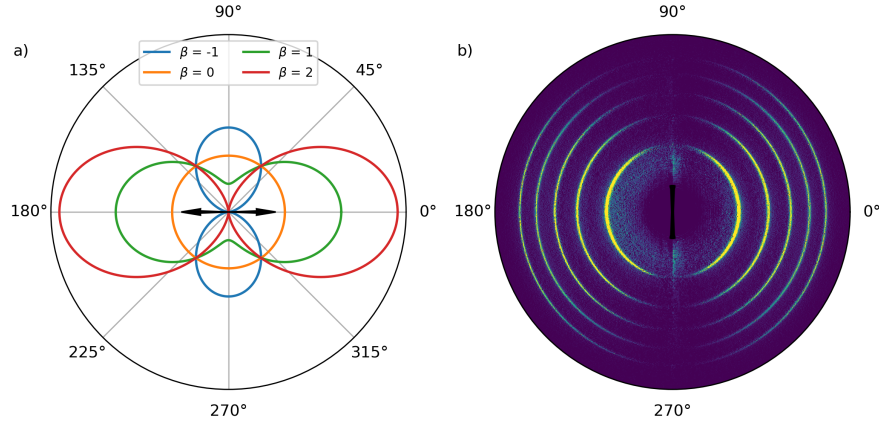 90°
a)
β = -1
β = 1
β = 0
β = 2
135°
45°
180°
0°
225°
315°
270°
90°
b)
180°
0°
270°